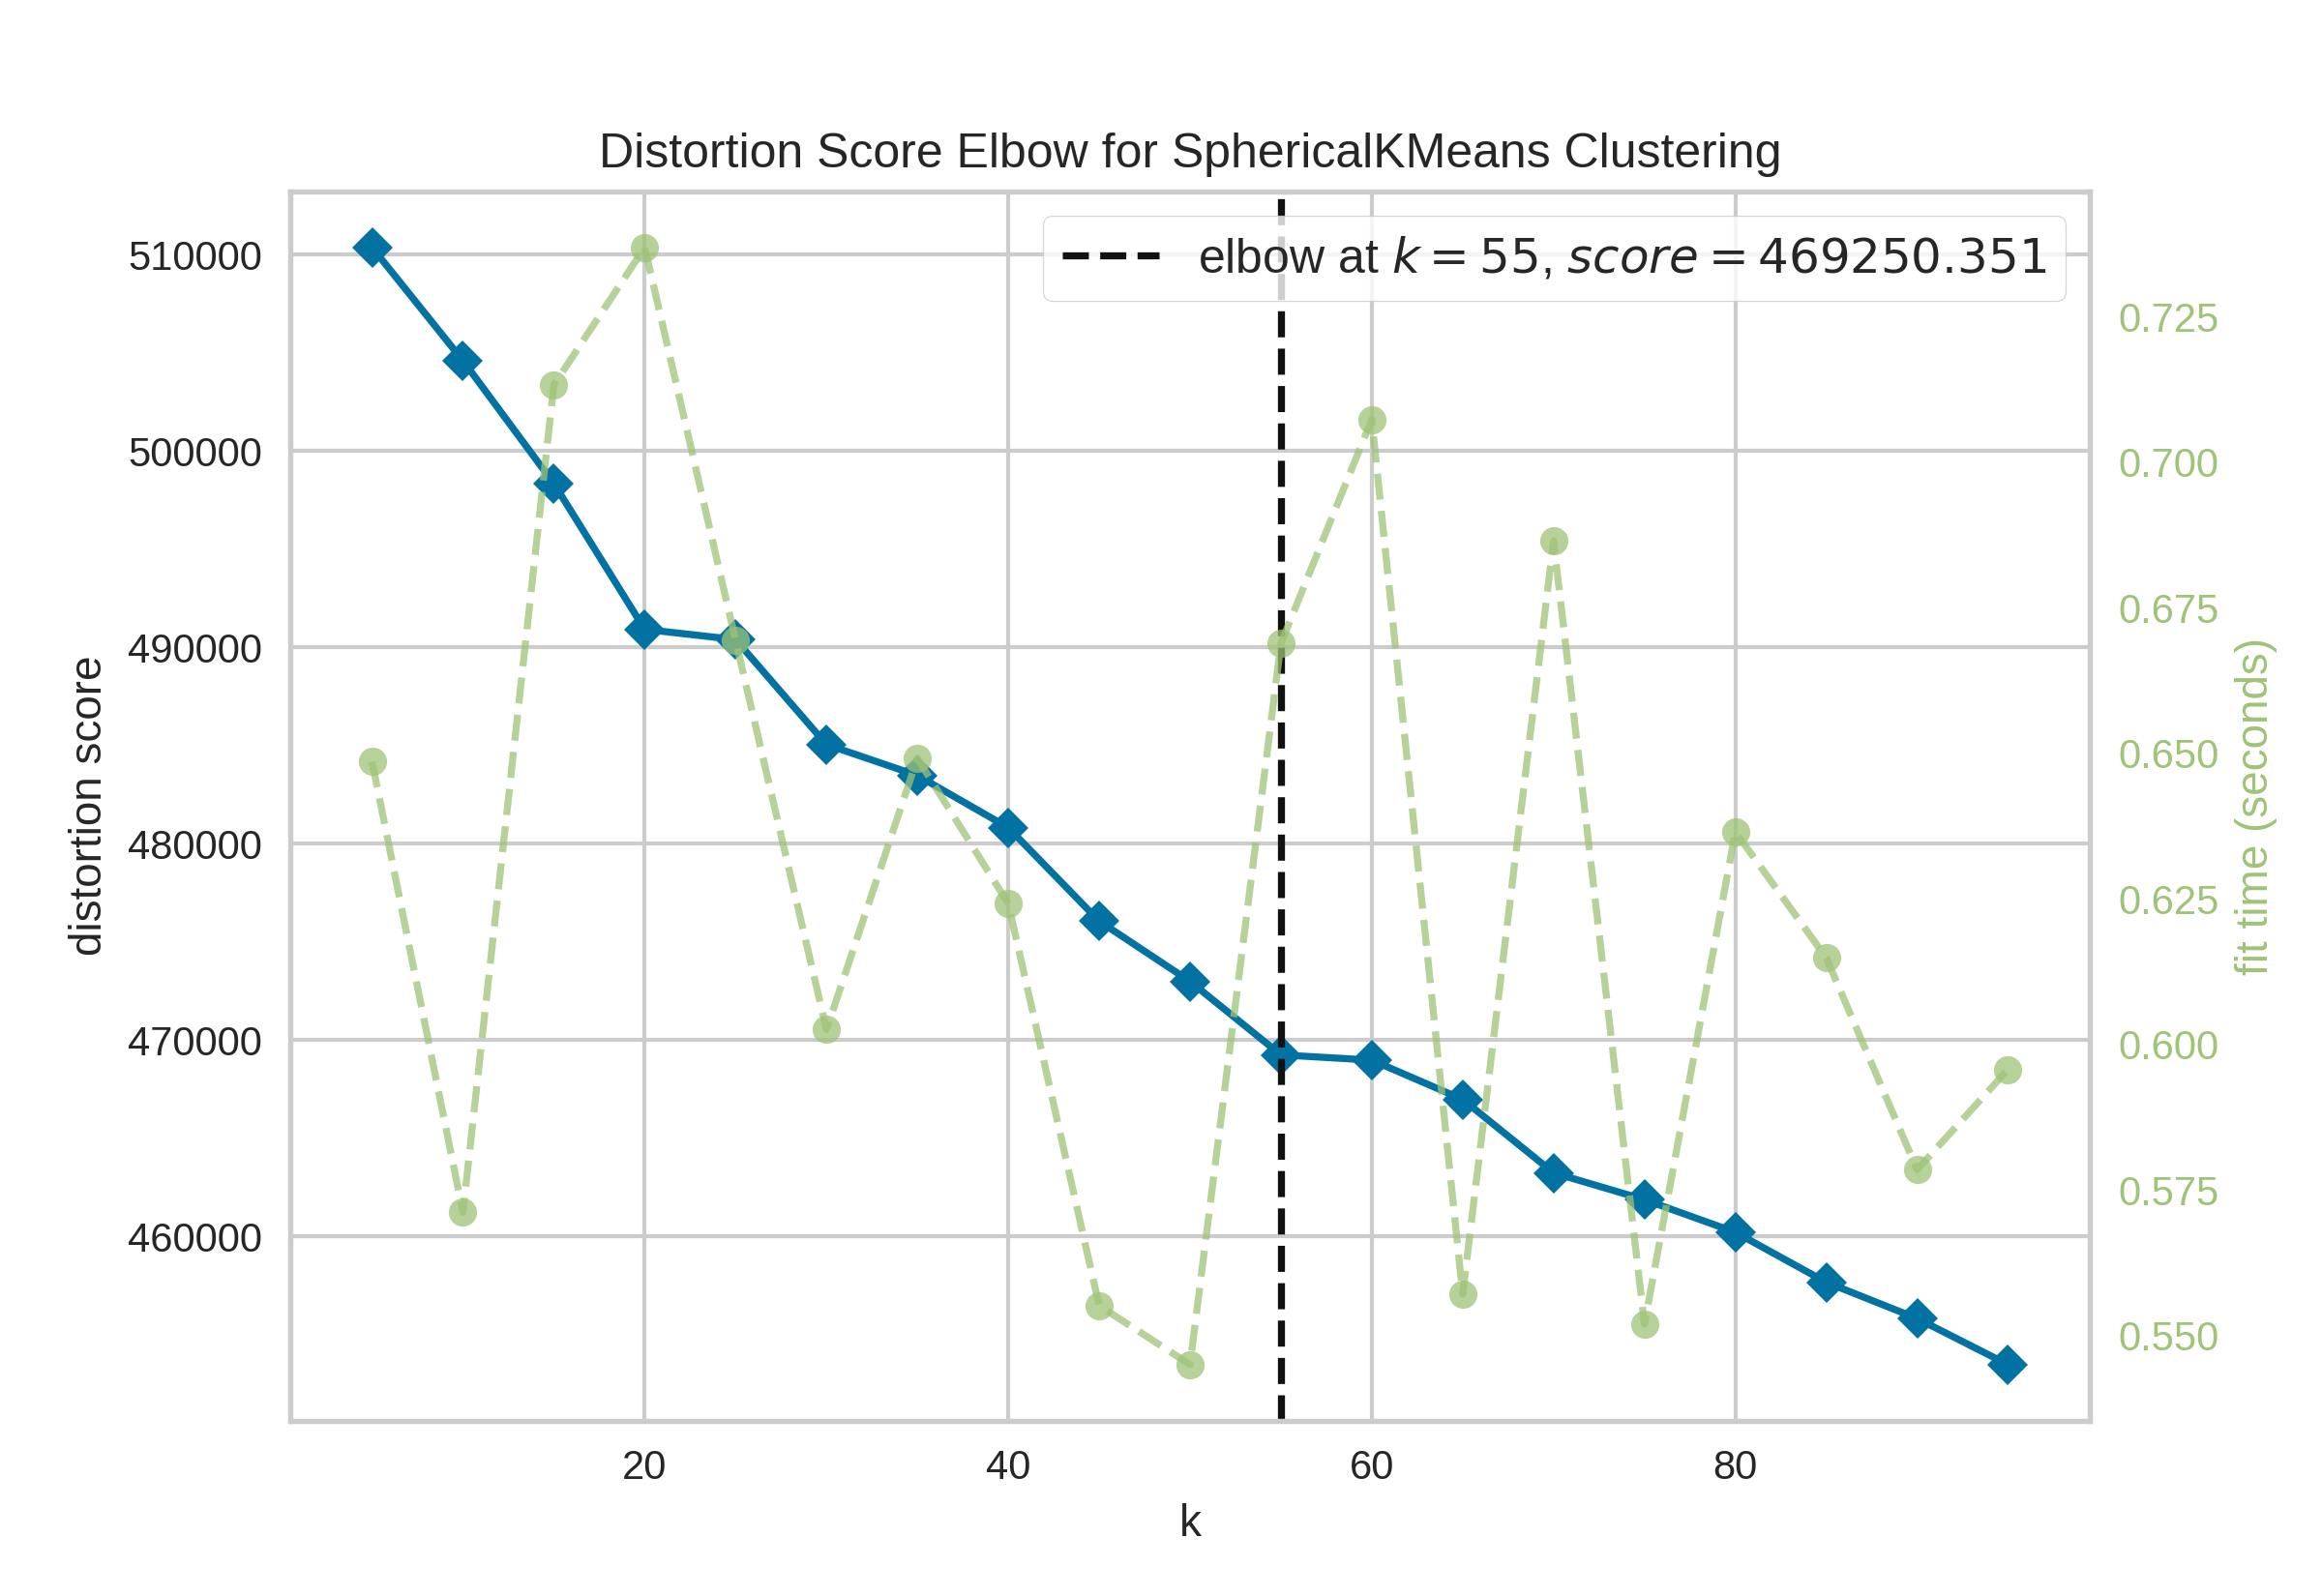 Distortion Score Elbow for SphericalKMeans Clustering
elbow at k = 55, score = 469250.351
510000
500000
490000
480000
470000
460000
distortion score
0.725
0.700
0.675
0.650
0.625
0.600
0.575
0.550
fit time (seconds)
20 40 60 80
k